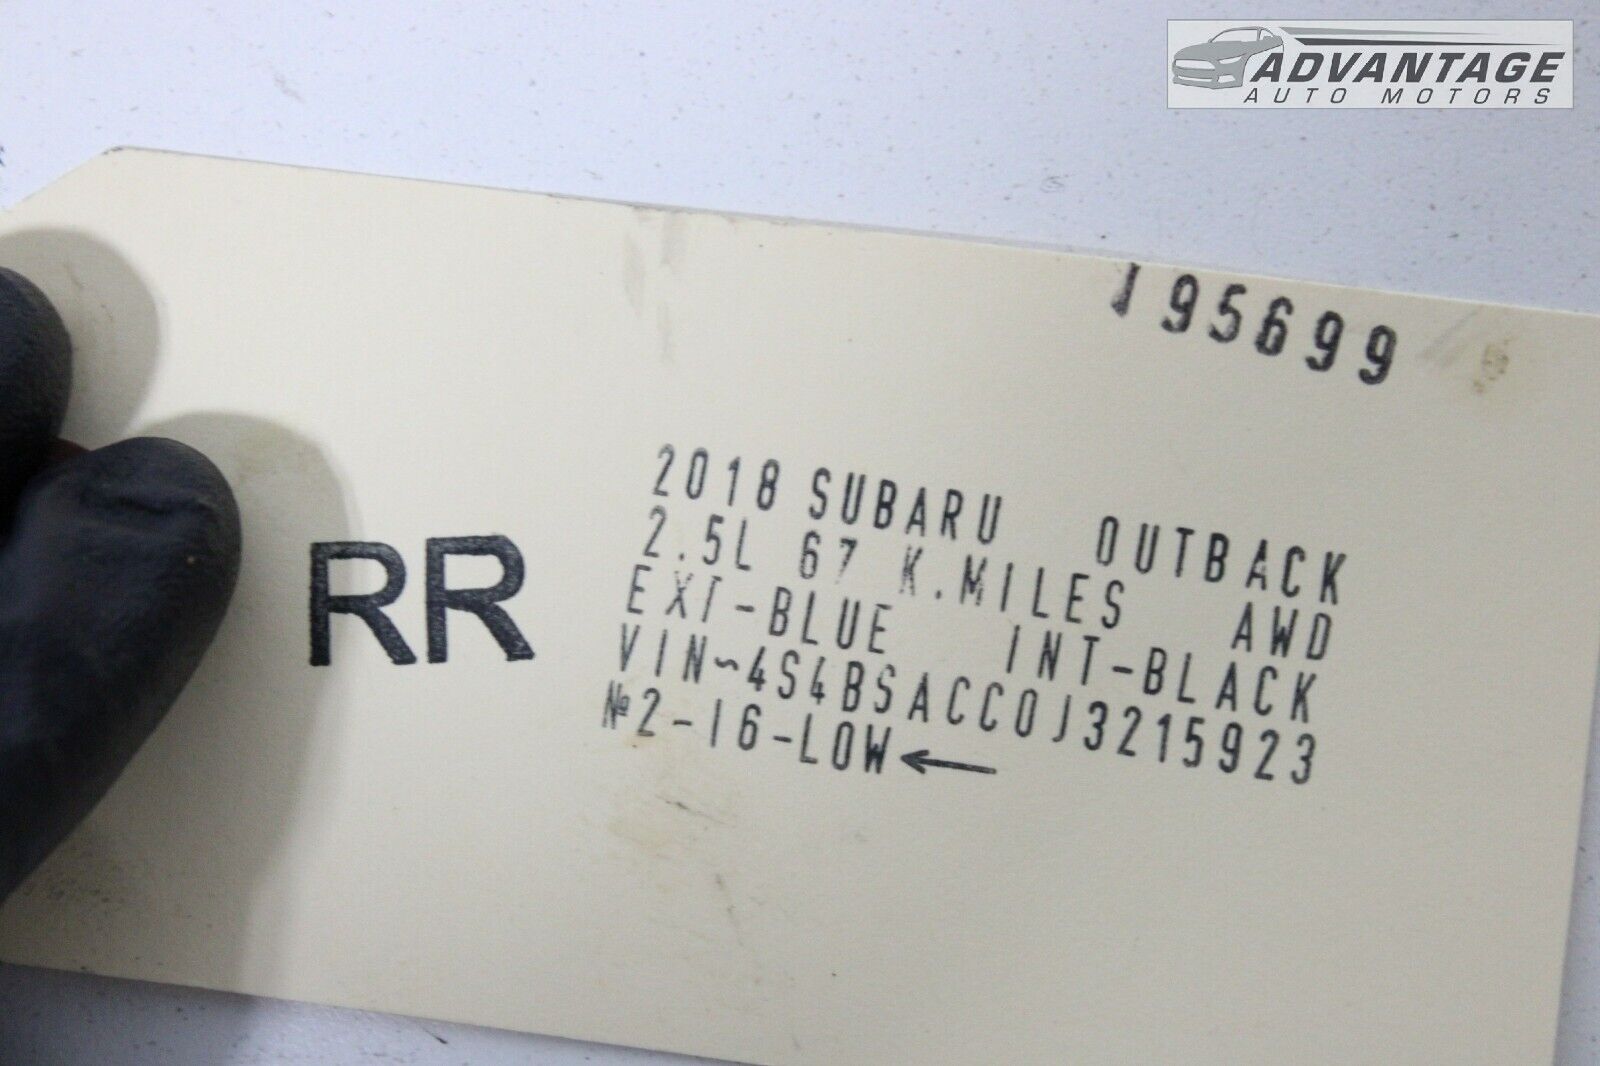 ADVANTAGE
AUTO MOTORS
195699
RR
2018 SUBARU OUTBACK
2.5L 67 K.MILES AWD
EXT-BLUE INT-BLACK
VIN~4S4BSACC0J3215923
№2-16-LOW←